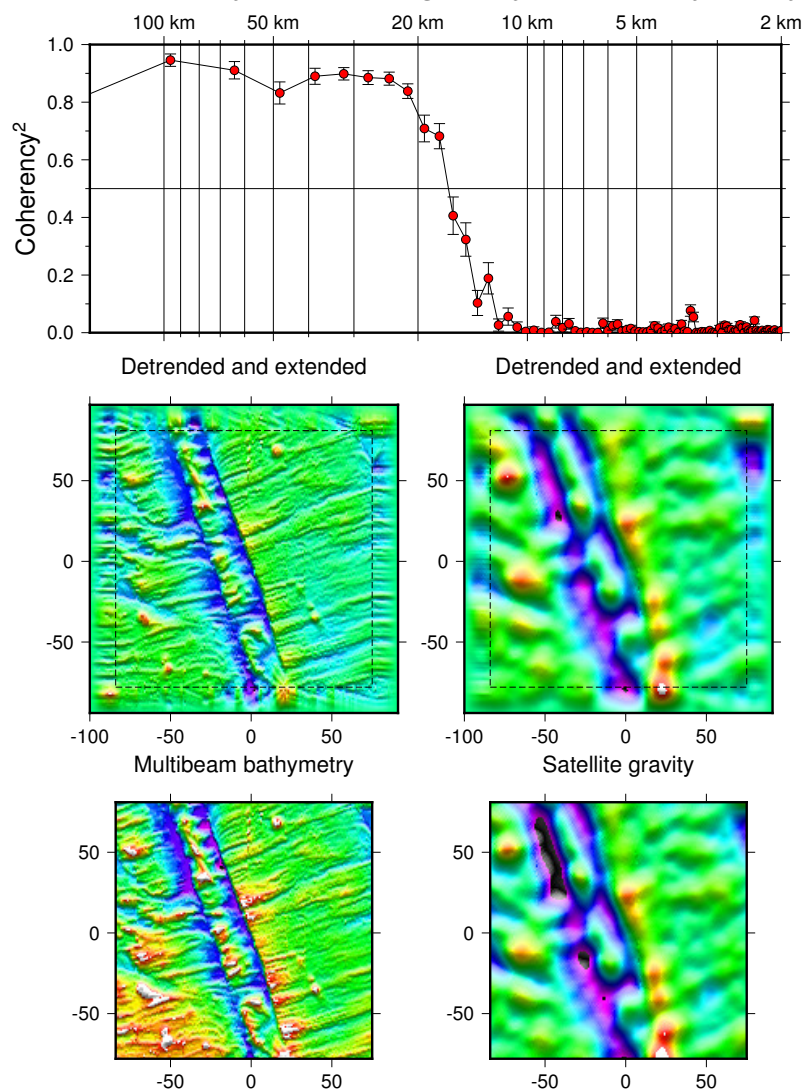 100 km 50 km 20 km 10 km 5 km 2 km
1.0
0.8
0.6
0.4
0.2
0.0
Coherency2
Detrended and extended Detrended and extended
50 50
0 0
-50 -50
-100 -50 0 50 -100 -50 0 50
Multibeam bathymetry Satellite gravity
50 50
0 0
-50 -50
-50 0 50 -50 0 50